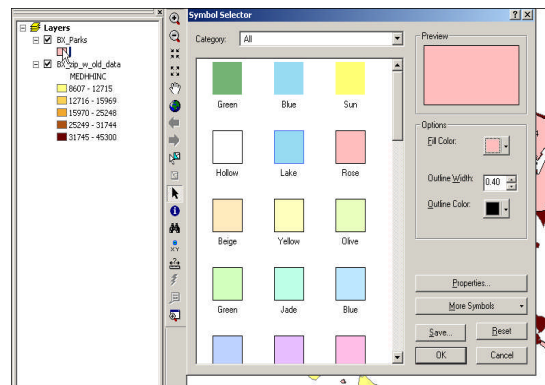 Layers
BX_Parks
BX_zip_w_old_data
MEDHHINC
8607 - 12715
12716 - 15969
15970 - 25248
25249 - 31744
31745 - 45300
XY
Symbol Selector
Category: All
Green Blue Sun
Hollow Lake Rose
Beige Yellow Olive
Green Jade Blue
Preview
Options
Fill Color:
Outline Width: 0.40
Outline Color:
Properties...
More Symbols
Save... Reset
OK Cancel